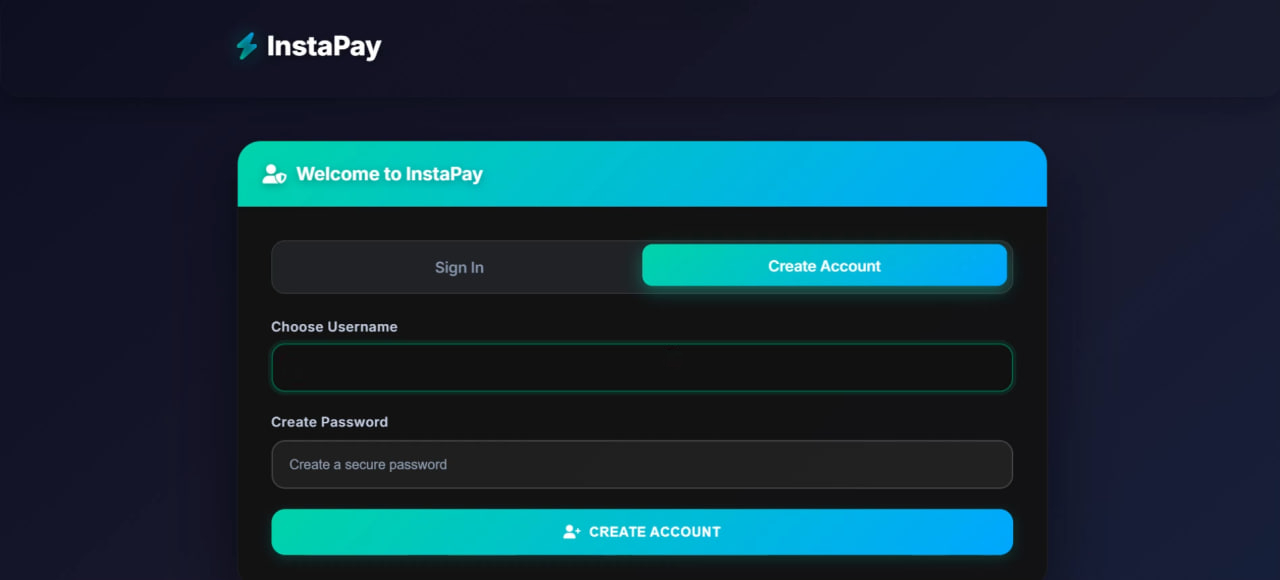 InstaPay
Welcome to InstaPay
Sign In
Create Account
Choose Username
Create Password
Create a secure password
CREATE ACCOUNT